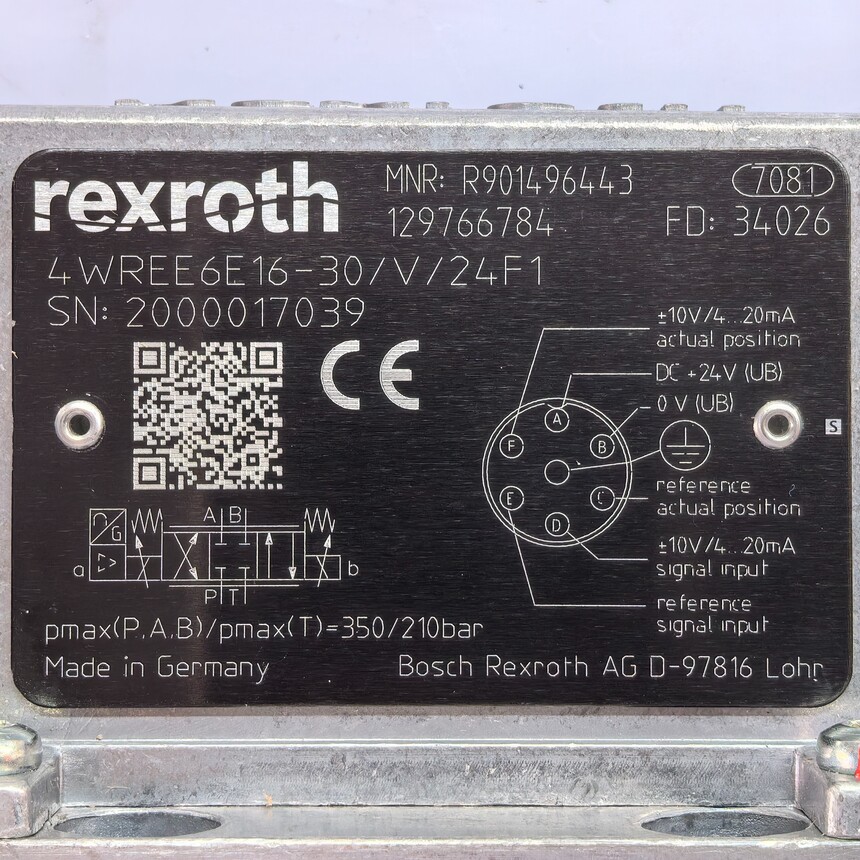 rexroth
MNR: R901496443
7081
129766784
FD: 34026
4WREE6E16-30/V/24F1
SN: 2000017039
CE
±10V/4...20mA
actual position
DC +24V (UB)
0 V (UB)
A
F
B
E
C
D
S
reference
actual position
±10V/4...20mA
signal input
reference
signal input
G
A B
a
b
P T
pmax(P,A,B)/pmax(T)=350/210bar
Made in Germany
Bosch Rexroth AG D-97816 Lohr